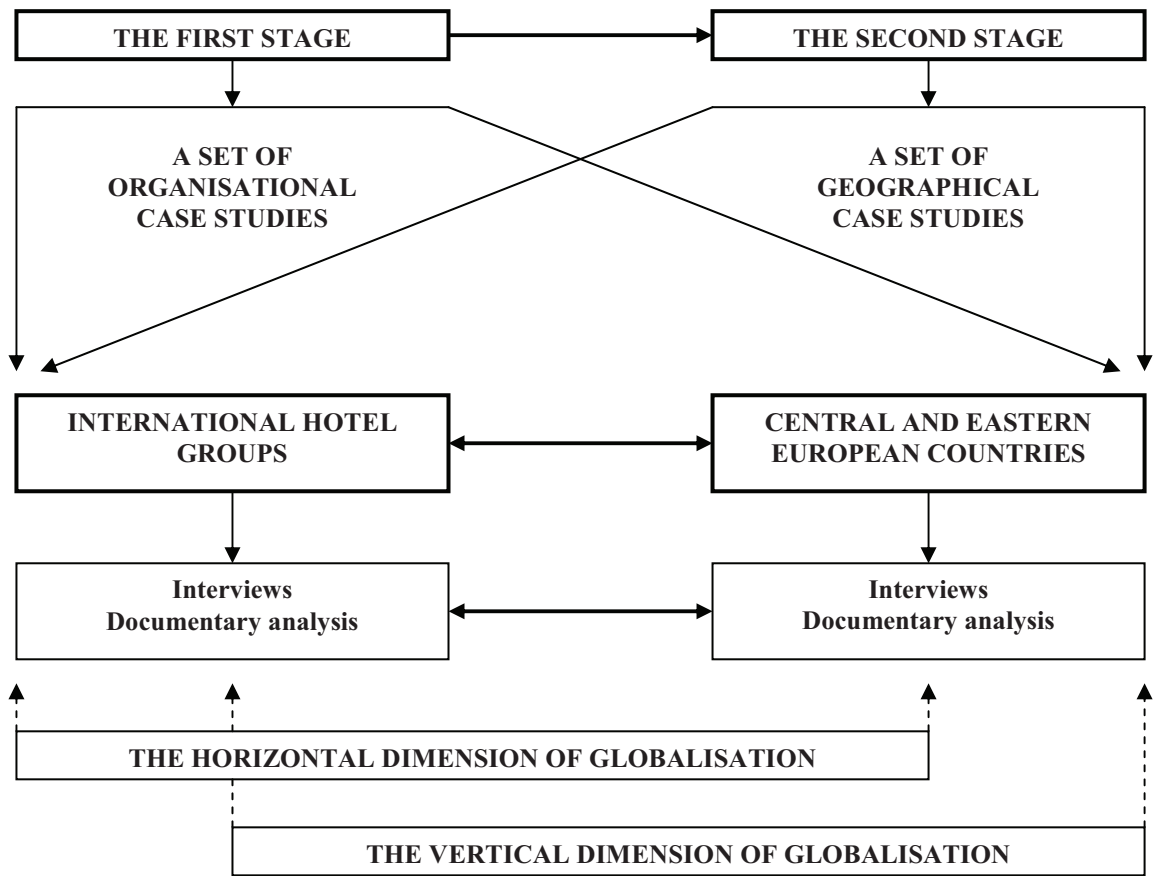 THE FIRST STAGE
THE SECOND STAGE
A SET OF
ORGANISATIONAL
CASE STUDIES
A SET OF
GEOGRAPHICAL
CASE STUDIES
INTERNATIONAL HOTEL
GROUPS
CENTRAL AND EASTERN
EUROPEAN COUNTRIES
Interviews
Documentary analysis
Interviews
Documentary analysis
THE HORIZONTAL DIMENSION OF GLOBALISATION
THE VERTICAL DIMENSION OF GLOBALISATION